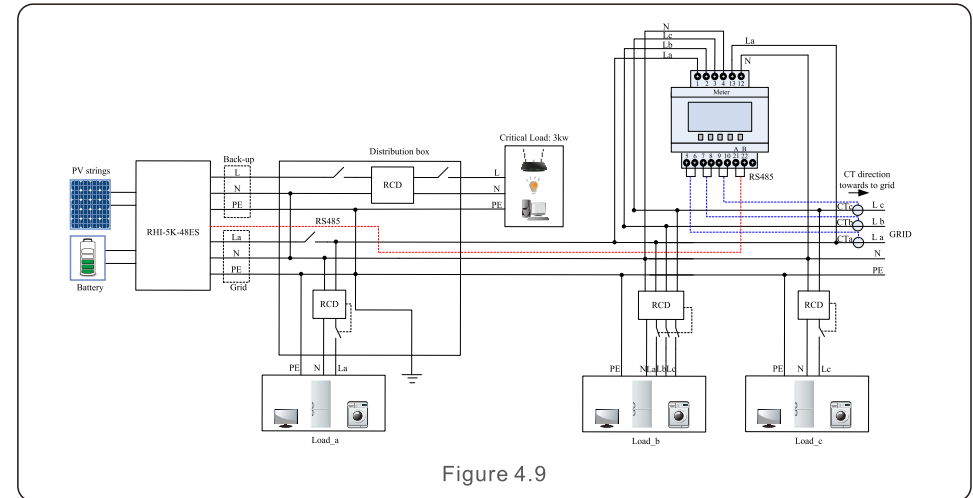 N
Lc
Lb
La
La
N
1 2 3 4 13 12
Meter
A B
5 6 7 8 9 10 21 22
RS485
CT direction
towards to grid
Critical Load: 3kw
Distribution box
Back-up
PV strings
L
N
PE
RCD
L
N
PE
RHI-5K-48ES
RS485
Battery
La
N
PE
Grid
CTc
L c
CTb
L b
CTa
L a
GRID
N
PE
RCD
RCD
RCD
PE N La
PE N La Lb Lc
PE N Lc
Load_a
Load_b
Load_c
Figure 4.9